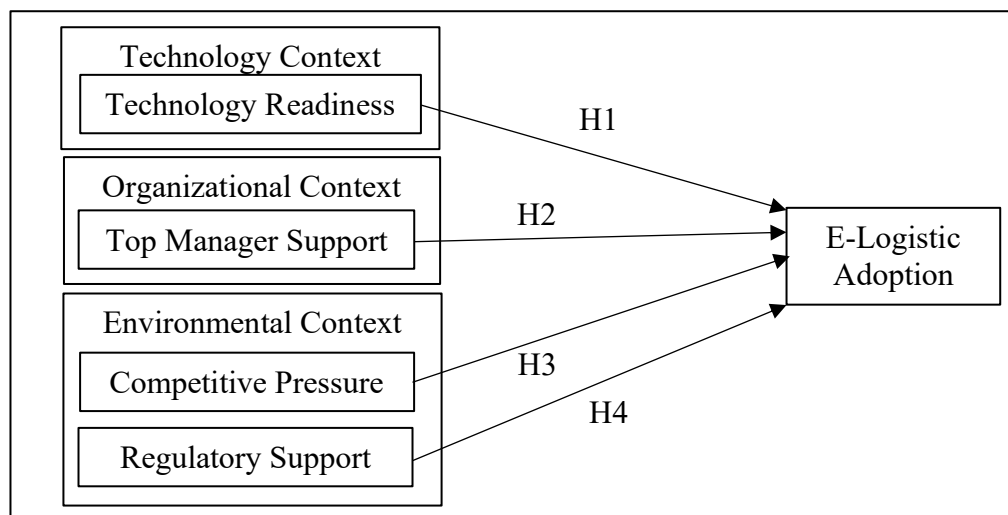 Technology Context
Technology Readiness
H1
Organizational Context
Top Manager Support
H2
E-Logistic
Adoption
Environmental Context
Competitive Pressure
H3
H4
Regulatory Support